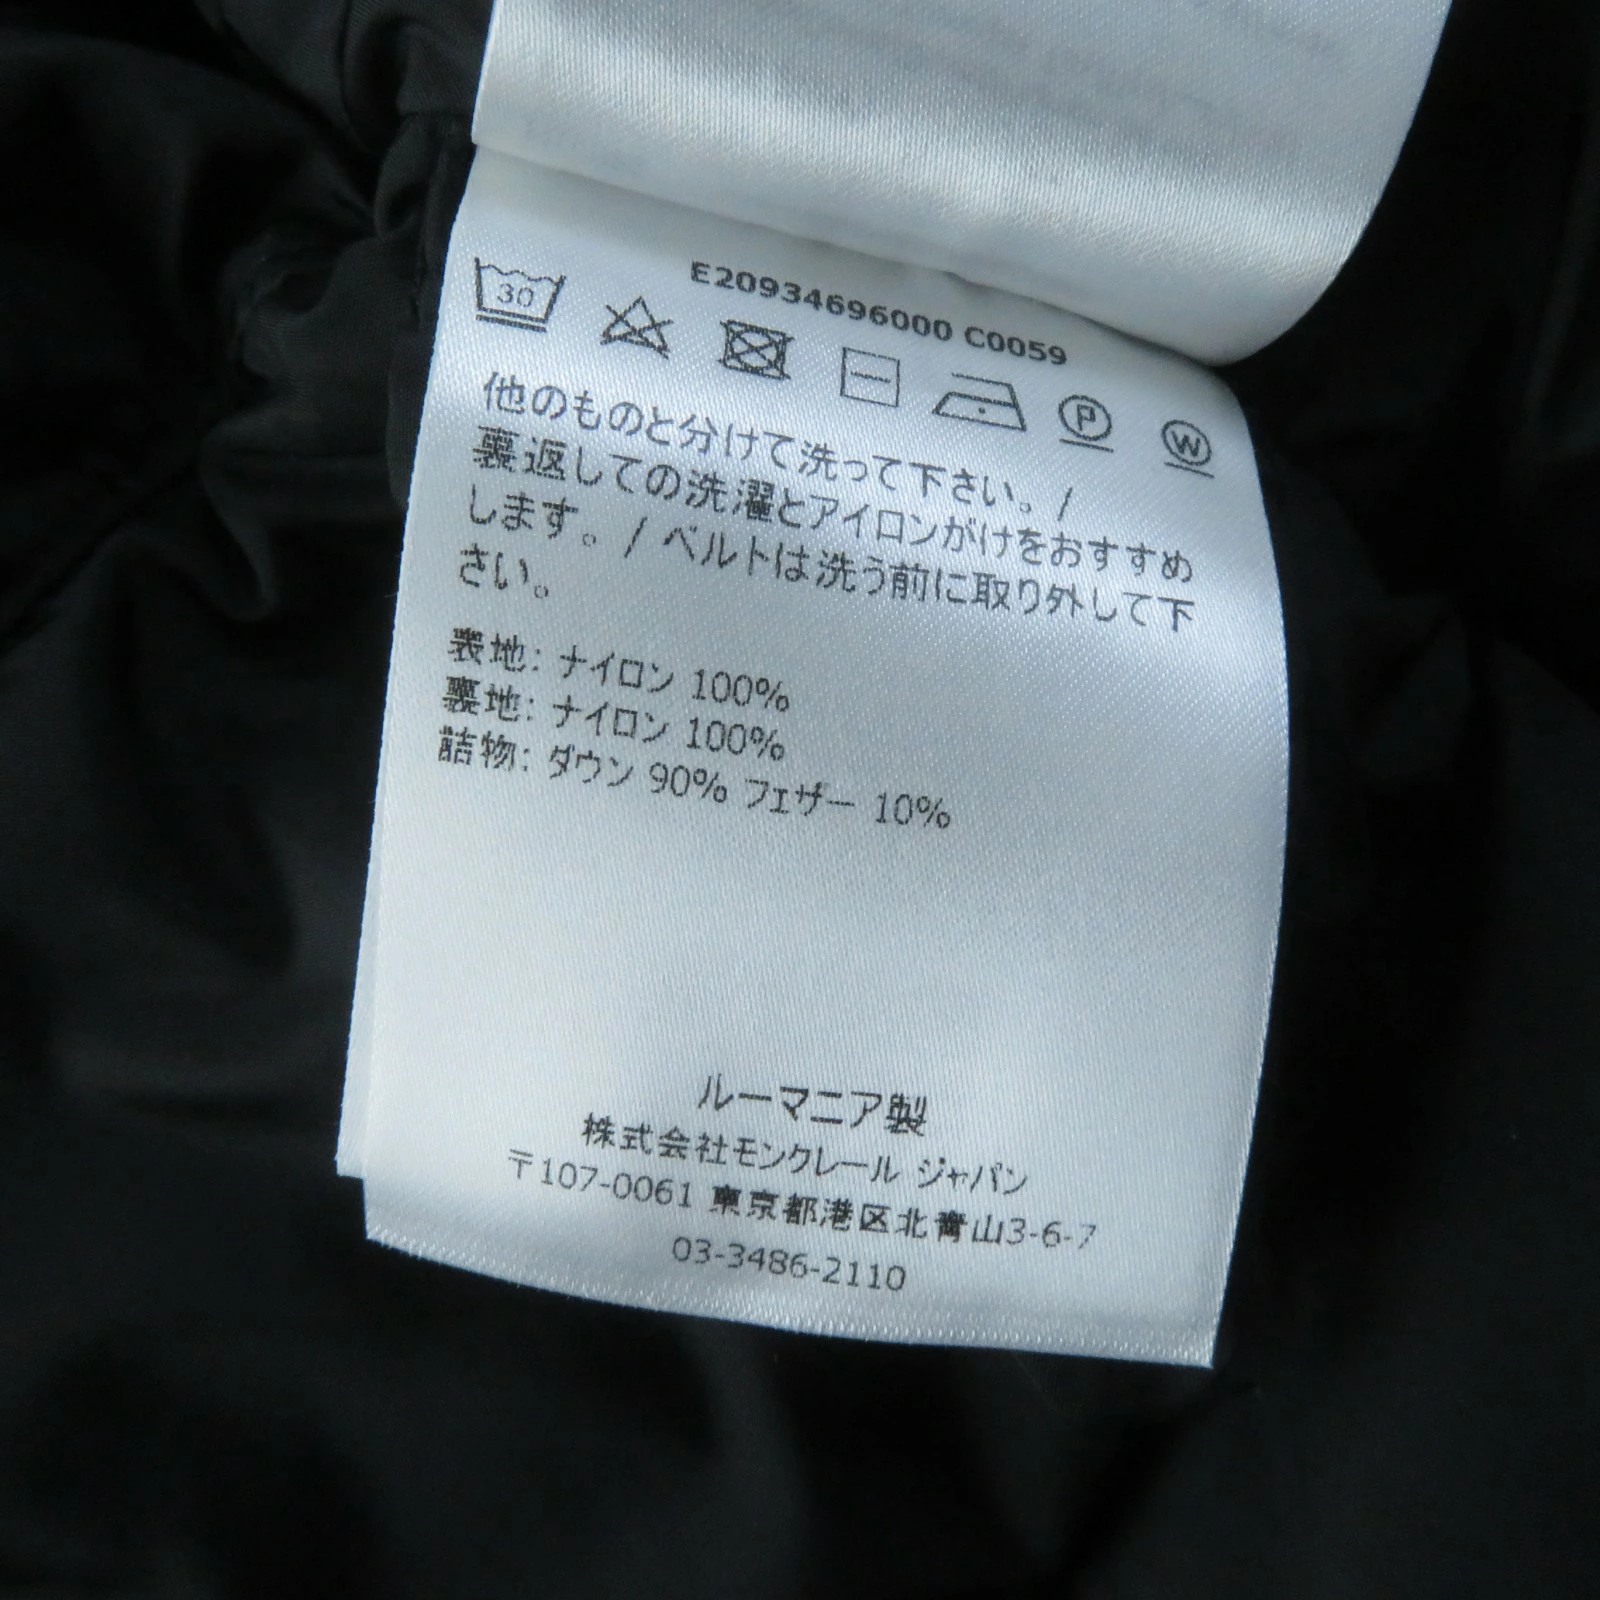 E20934696000 C0059
30
P
W
他のものと分けて洗って下さい。/
裏返しての洗濯とアイロンがけをおすすめ
します。/ ベルトは洗う前に取り外して下
さい。
表地: ナイロン 100%
裏地: ナイロン 100%
詰物: ダウン 90% フェザー 10%
ルーマニア製
株式会社モンクレール ジャパン
〒107-0061 東京都港区北青山3-6-7
03-3486-2110